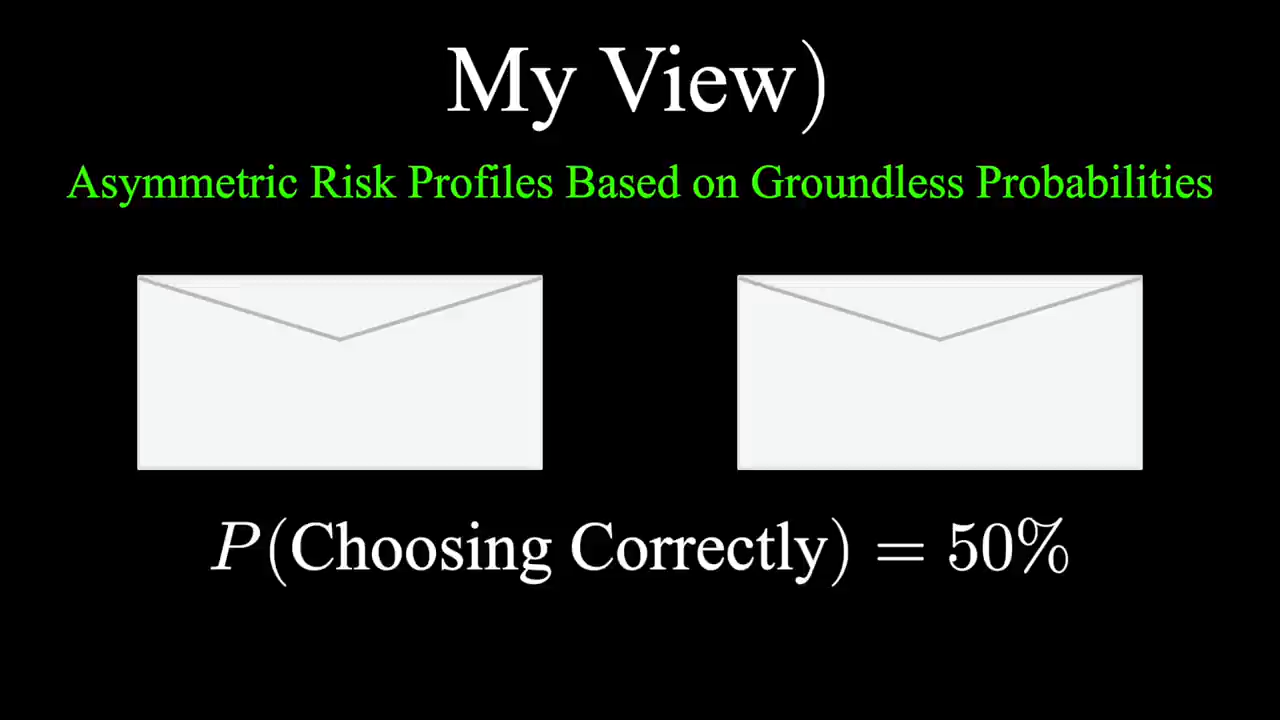 My View)
Asymmetric Risk Profiles Based on Groundless Probabilities
P(Choosing Correctly) = 50%